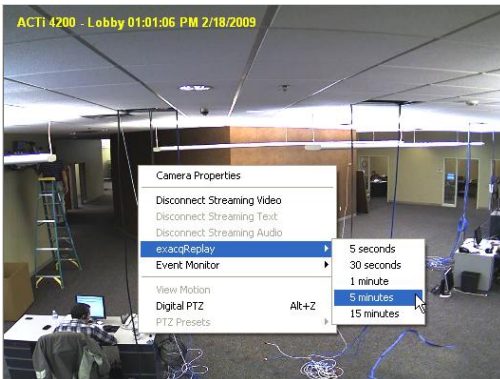 ACTi 4200 - Lobby 01:01:06 PM 2/18/2009
Camera Properties
Disconnect Streaming Video
Disconnect Streaming Text
Disconnect Streaming Audio
exacqReplay
Event Monitor
View Motion
Digital PTZ Alt+Z
PTZ Presets
5 seconds
30 seconds
1 minute
5 minutes
15 minutes